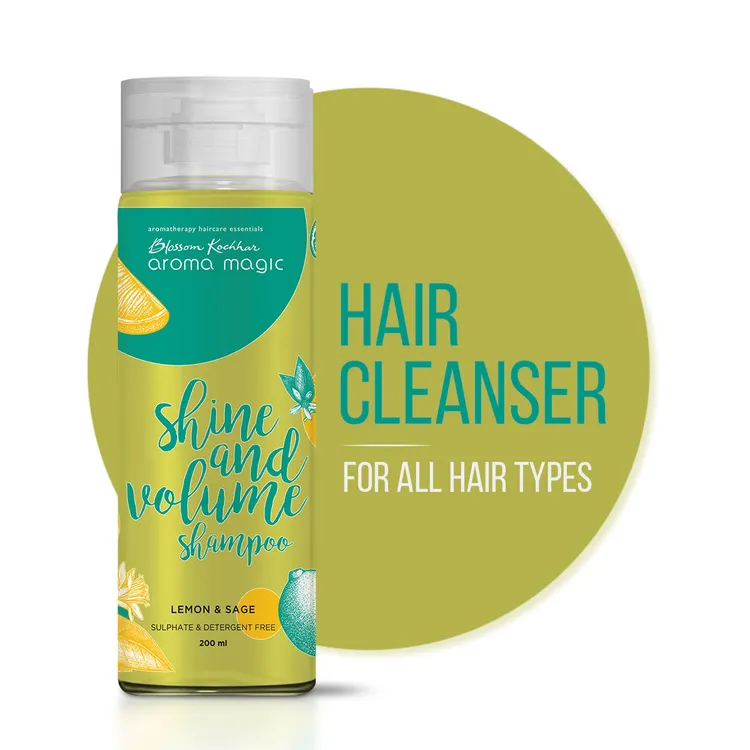 aromatherapy haircare essentials
Blossom Kochhar
aroma magic
shine
and
volume
shampoo
LEMON & SAGE
SULPHATE & DETERGENT FREE
200 ml
HAIR
CLEANSER
FOR ALL HAIR TYPES